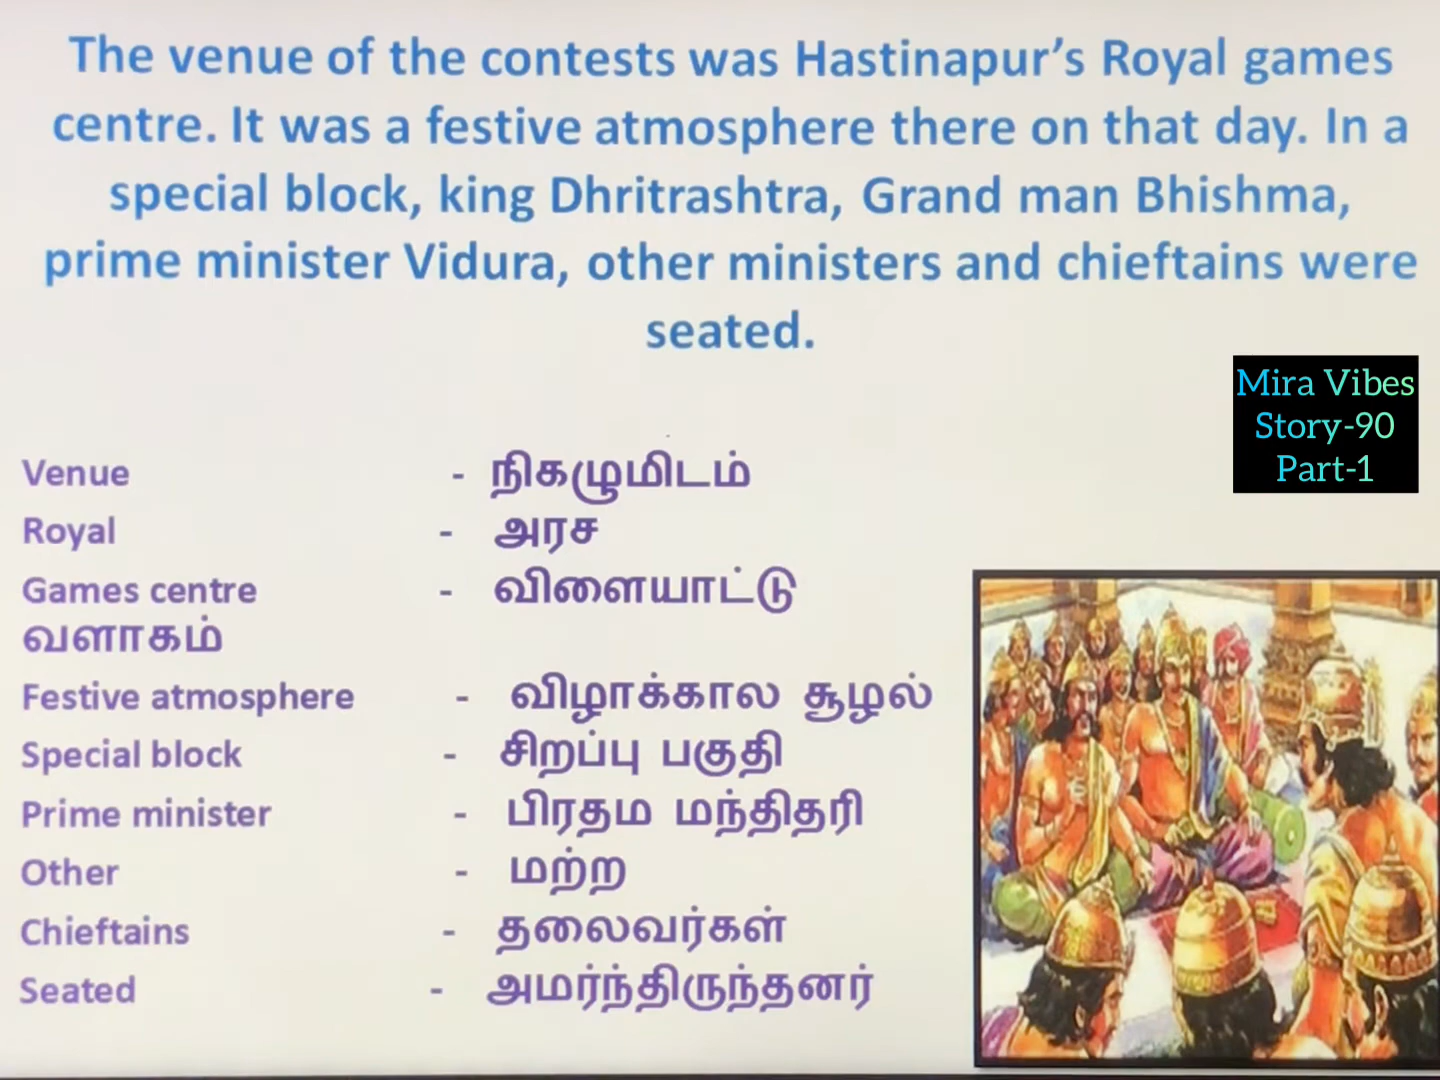 The venue of the contests was Hastinapur’s Royal games
centre. It was a festive atmosphere there on that day. In a
special block, king Dhritrashtra, Grand man Bhishma,
prime minister Vidura, other ministers and chieftains were
seated.
Mira Vibes
Story-90
Part-1
Venue - நிகழுமிடம்
Royal - அரச
Games centre - விளையாட்டு
வளாகம்
Festive atmosphere - விழாக்கால சூழல்
Special block - சிறப்பு பகுதி
Prime minister - பிரதம மந்திதரி
Other - மற்ற
Chieftains - தலைவர்கள்
Seated - அமர்ந்திருந்தனர்